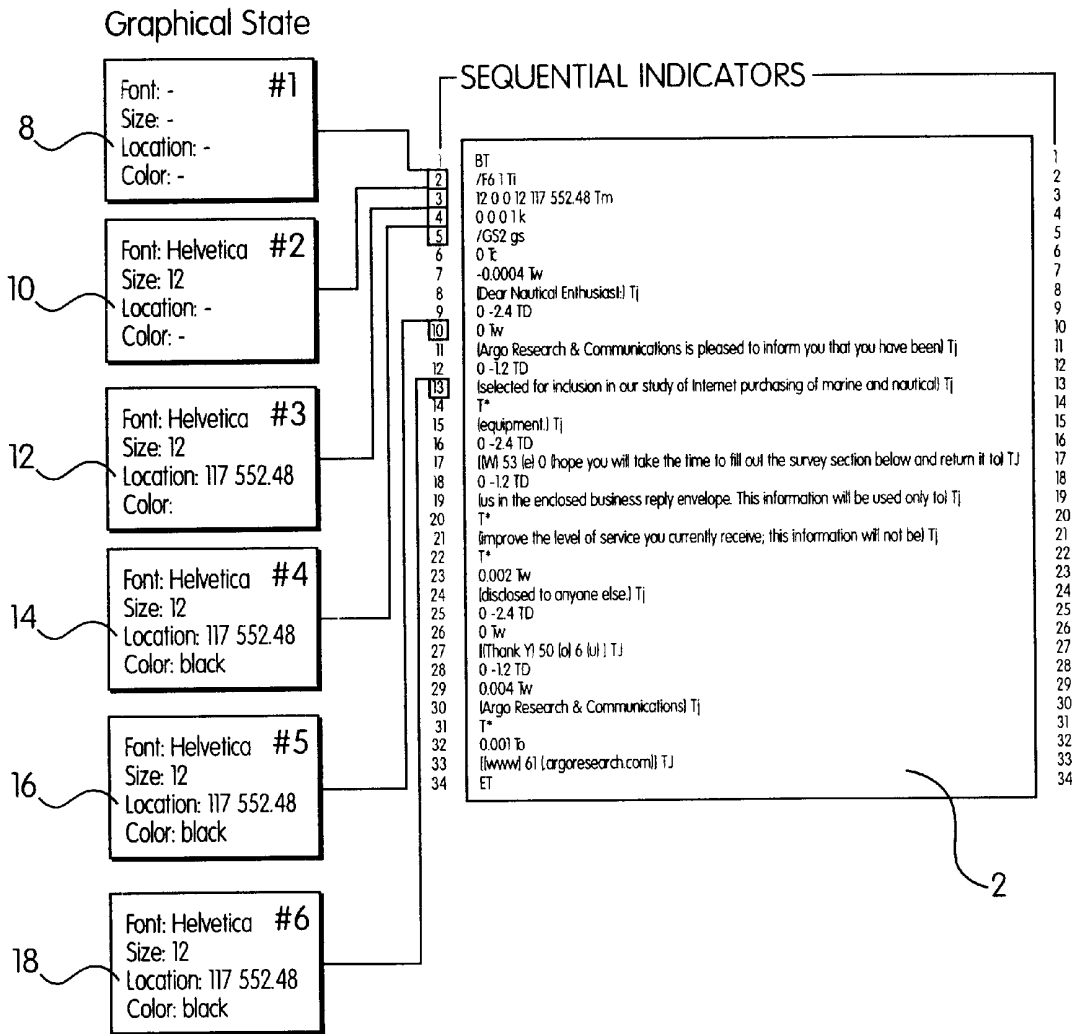 Graphical State
Font: - #1
Size: -
Location: -
Color: -
8
Font: Helvetica #2
Size: 12
Location: -
Color: -
10
Font: Helvetica #3
Size: 12
Location: 117 552.48
Color:
12
Font: Helvetica #4
Size: 12
Location: 117 552.48
Color: black
14
Font: Helvetica #5
Size: 12
Location: 117 552.48
Color: black
16
Font: Helvetica #6
Size: 12
Location: 117 552.48
Color: black
18
SEQUENTIAL INDICATORS
1 BT 1
2 /F6 1 Ti 2
3 12 0 0 12 117 552.48 Tm 3
4 0 0 0 1 k 4
5 /GS2 gs 5
6 0 Tc 6
7 -0.0004 Tw 7
8 (Dear Nautical Enthusiast:) Tj 8
9 0 -2.4 TD 9
10 0 Tw 10
11 (Argo Research & Communications is pleased to inform you that you have been) Tj 11
12 0 -1.2 TD 12
13 (selected for inclusion in our study of Internet purchasing of marine and nautical) Tj 13
14 T* 14
15 (equipment.) Tj 15
16 0 -2.4 TD 16
17 [(W) 53 (e) 0 (hope you will take the time to fill out the survey section below and return it to) TJ 17
18 0 -1.2 TD 18
19 (us in the enclosed business reply envelope. This information will be used only to) Tj 19
20 T* 20
21 (improve the level of service you currently receive; this information will not be) Tj 21
22 T* 22
23 0.002 Tw 23
24 (disclosed to anyone else.) Tj 24
25 0 -2.4 TD 25
26 0 Tw 26
27 [(Thank Y) 50 (o) 6 (u) ] TJ 27
28 0 -1.2 TD 28
29 0.004 Tw 29
30 (Argo Research & Communications) Tj 30
31 T* 31
32 0.001 To 32
33 [(www) 61 (.argoresearch.com)] TJ 33
34 ET 34
2